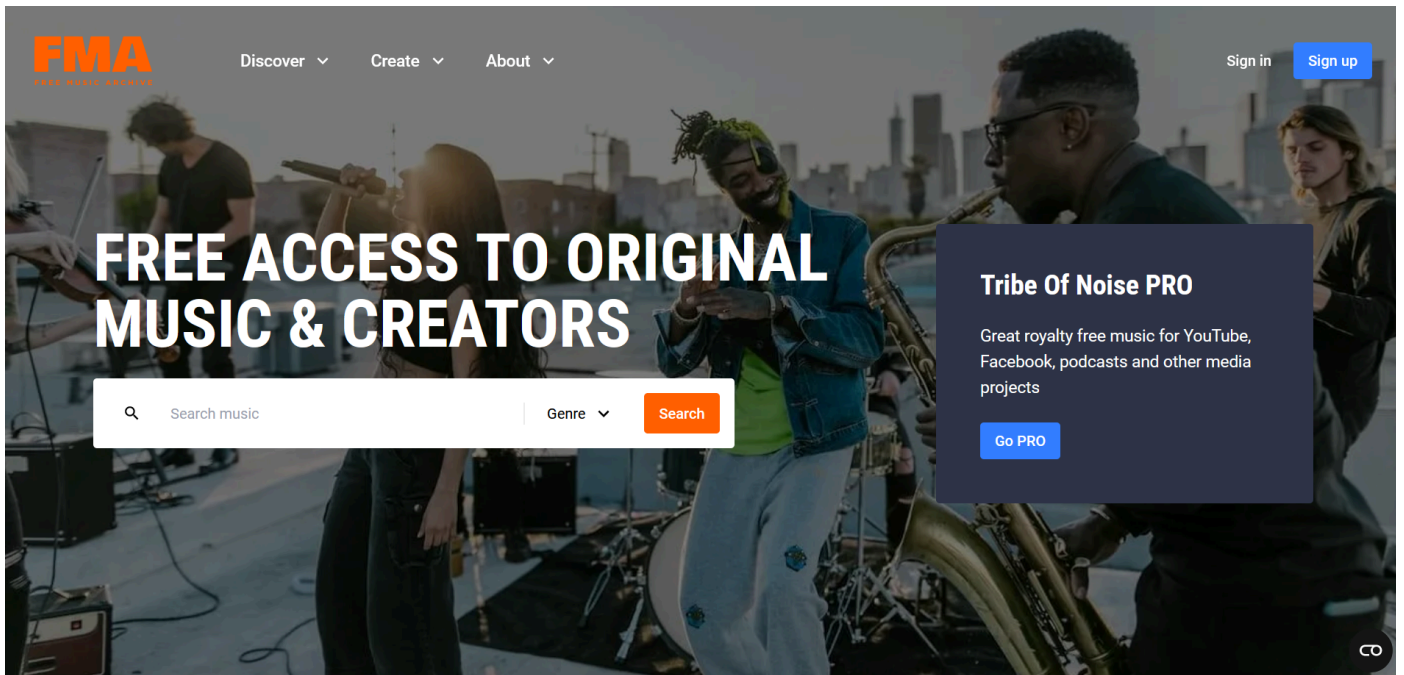 FMA
FREE MUSIC ARCHIVE
Discover
Create
About
Sign in
Sign up
FREE ACCESS TO ORIGINAL
MUSIC & CREATORS
Search music
Genre
Search
Tribe Of Noise PRO
Great royalty free music for YouTube,
Facebook, podcasts and other media
projects
Go PRO